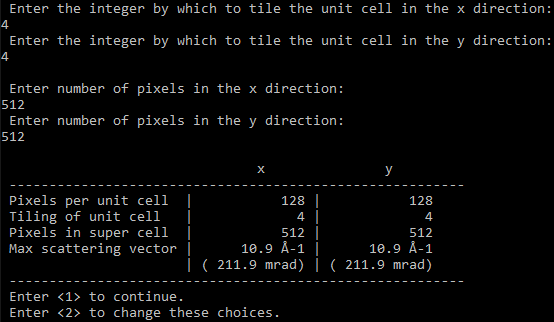 Enter the integer by which to tile the unit cell in the x direction:
4
Enter the integer by which to tile the unit cell in the y direction:
4
Enter number of pixels in the x direction:
512
Enter number of pixels in the y direction:
512
x y
----------------------------------------------------------
Pixels per unit cell | 128 | 128
Tiling of unit cell | 4 | 4
Pixels in super cell | 512 | 512
Max scattering vector | 10.9 Å-1 | 10.9 Å-1
| ( 211.9 mrad) | ( 211.9 mrad)
----------------------------------------------------------
Enter <1> to continue.
Enter <2> to change these choices.